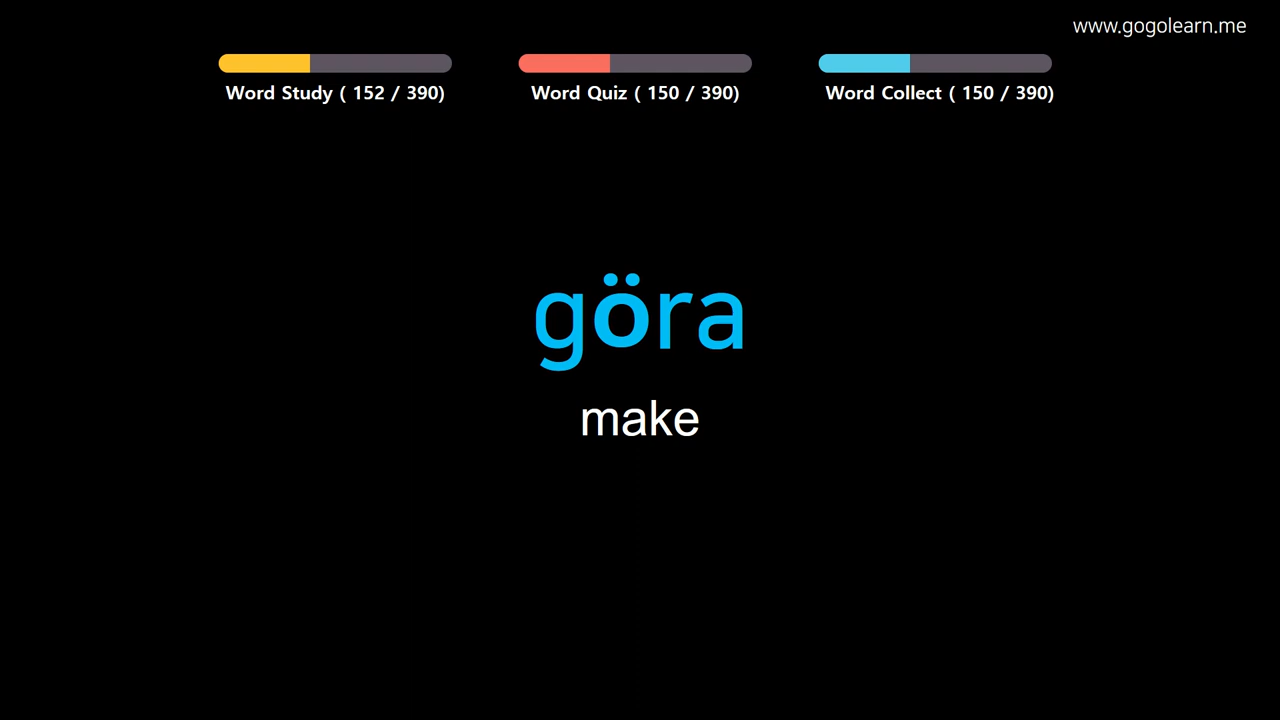 www.gogolearn.me
Word Study ( 152 / 390)
Word Quiz ( 150 / 390)
Word Collect ( 150 / 390)
göra
make